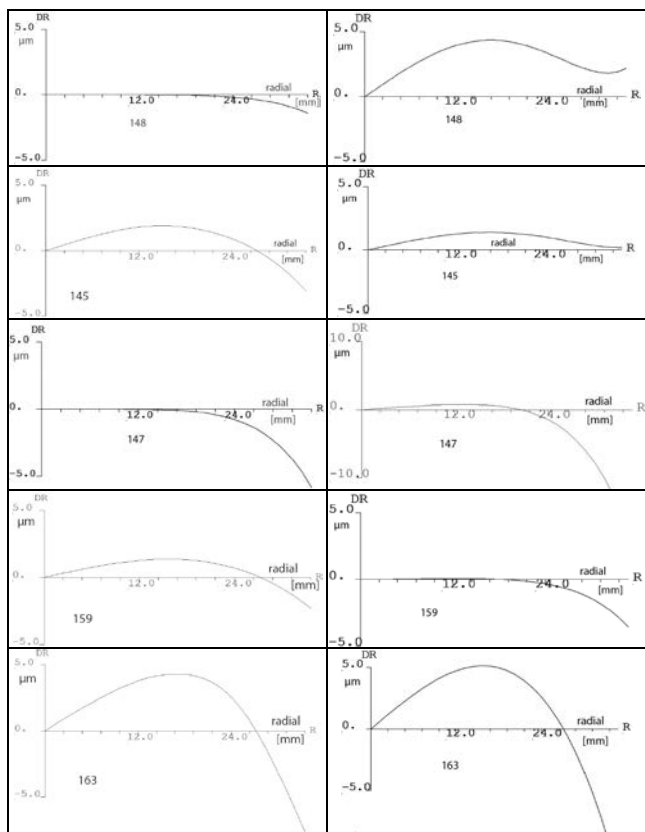 DR
5.0
μm
0.
-5.0
12.0
24.0
radial
R
[mm]
148
DR
5.0
μm
0.
-5.0
12.0
24.0
radial
R
[mm]
148
DR
5.0
μm
0.
-5.0
12.0
24.0
radial
R
[mm]
145
DR
5.0
μm
0.
-5.0
12.0
24.0
radial
R
[mm]
145
DR
5.0
μm
0.
-5.0
12.0
24.0
radial
R
[mm]
147
DR
10.0
μm
0.
-10.0
12.0
24.0
radial
R
[mm]
147
DR
5.0
μm
0.
-5.0
12.0
24.0
radial
R
[mm]
159
DR
5.0
μm
0.
-5.0
12.0
24.0
radial
R
[mm]
159
DR
5.0
μm
0.
-5.0
12.0
24.0
radial
R
[mm]
163
DR
5.0
μm
0.
-5.0
12.0
24.0
radial
R
[mm]
163